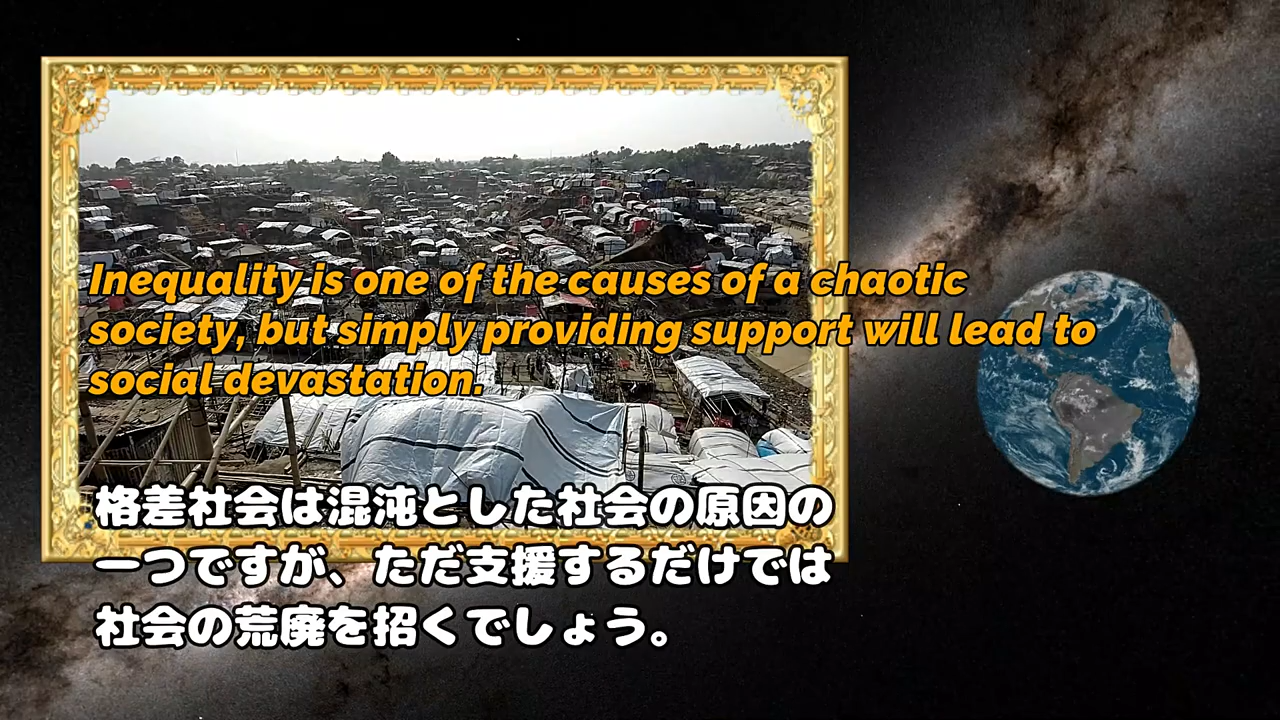 Inequality is one of the causes of a chaotic
society, but simply providing support will lead to
social devastation.
格差社会は混沌とした社会の原因の
一つですが、ただ支援するだけでは
社会の荒廃を招くでしょう。